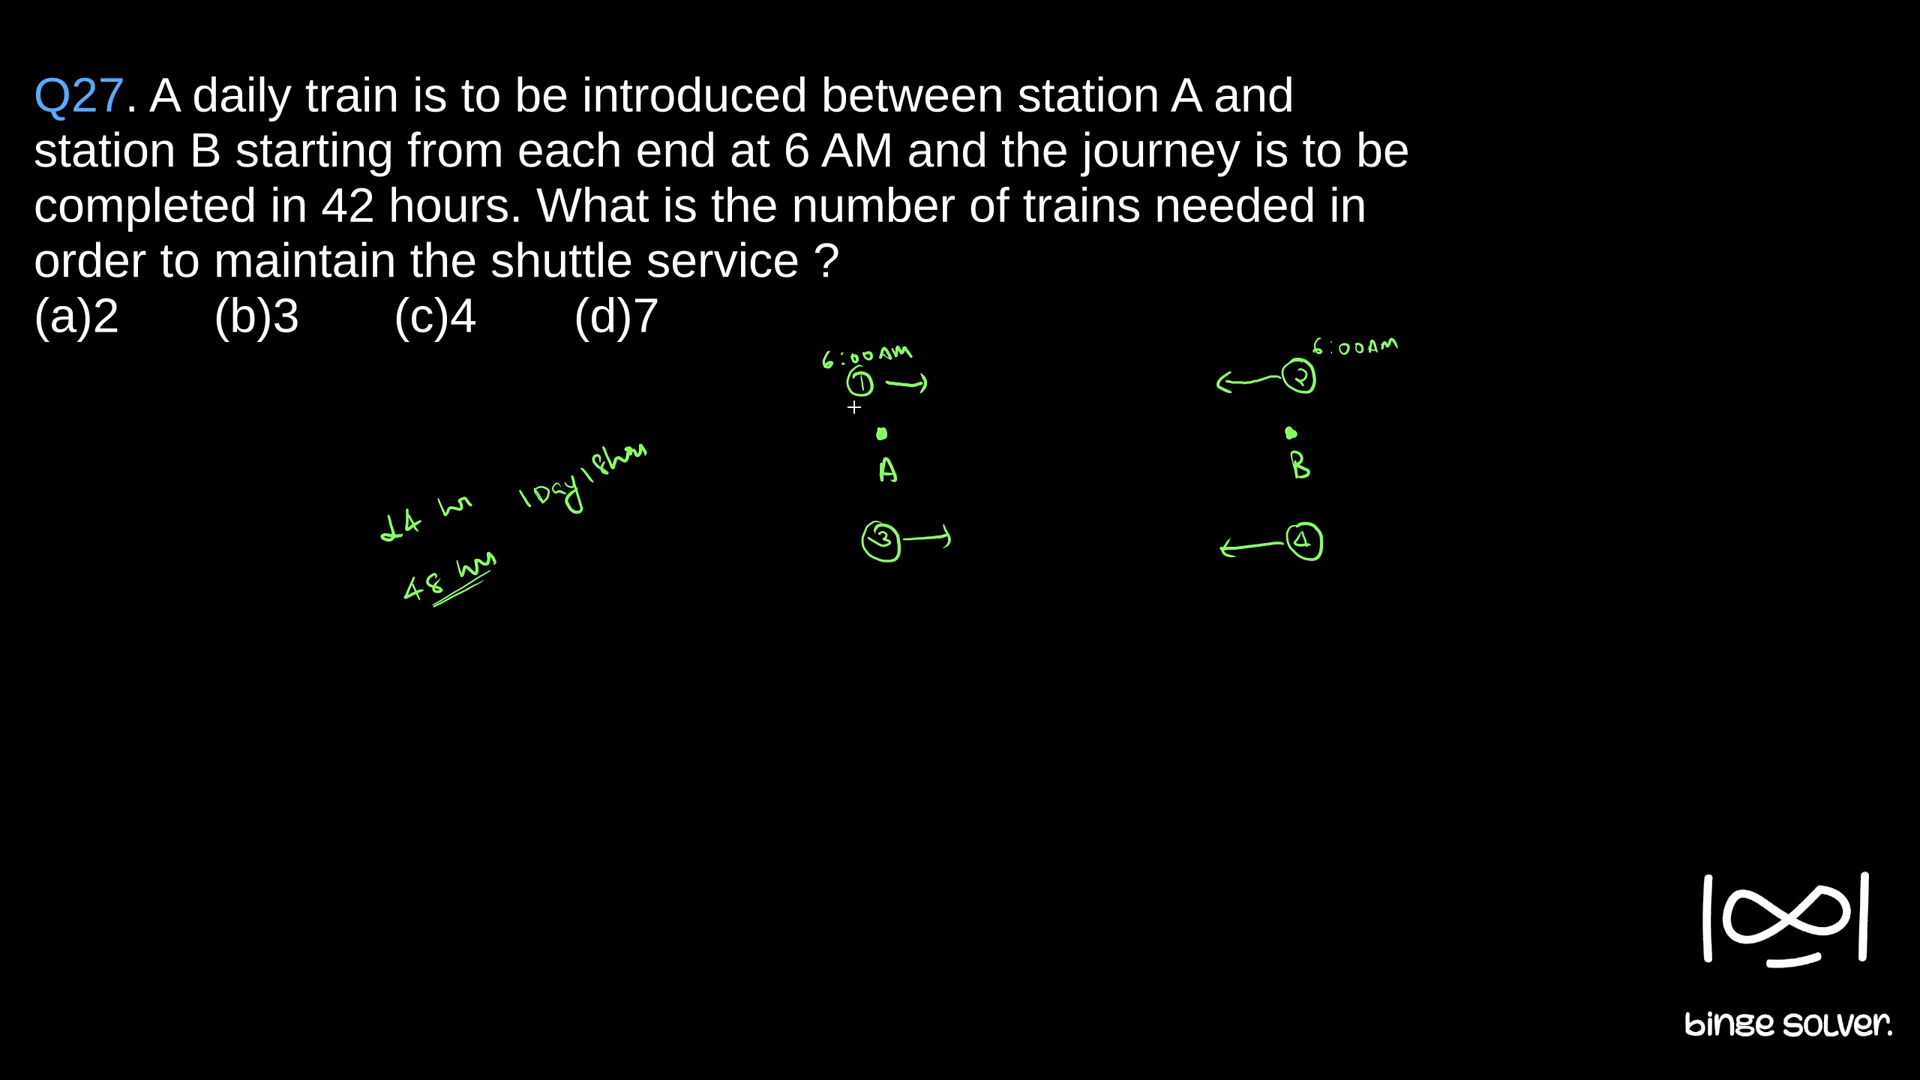 Q27. A daily train is to be introduced between station A and
station B starting from each end at 6 AM and the journey is to be
completed in 42 hours. What is the number of trains needed in
order to maintain the shuttle service ?
(a)2 (b)3 (c)4 (d)7
6:00AM
6:00AM
1
2
A
B
24 hr 1Day 18hrs
48 hrs
3
4
binge solver.